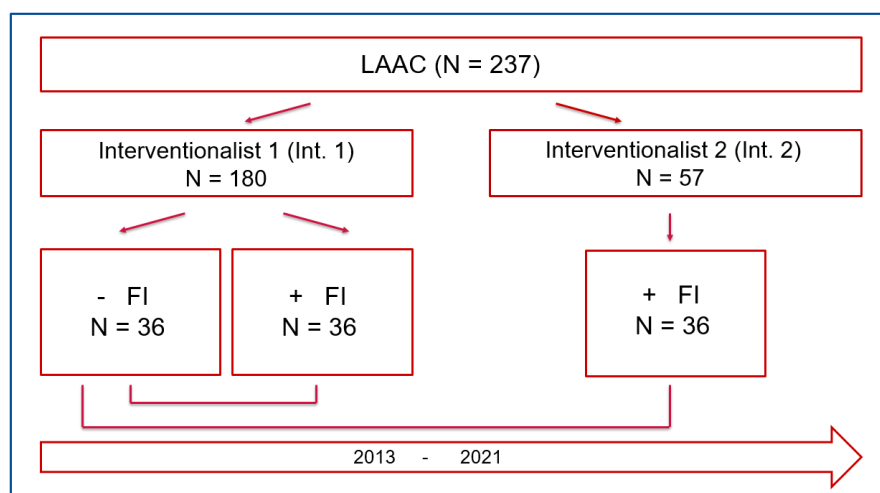 LAAC (N = 237)
Interventionalist 1 (Int. 1)
N = 180
Interventionalist 2 (Int. 2)
N = 57
- FI
N = 36
+ FI
N = 36
+ FI
N = 36
2013 - 2021